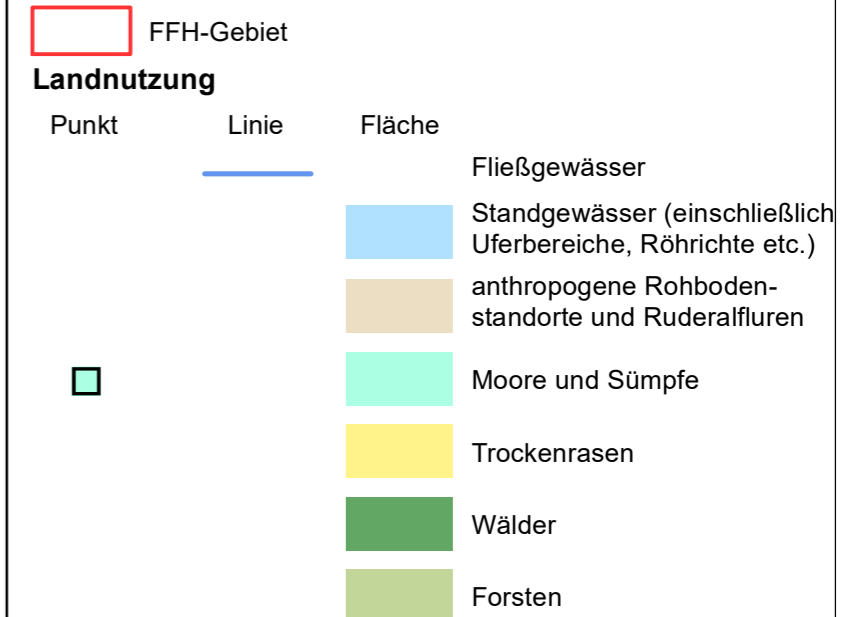 FFH-Gebiet
Landnutzung
Punkt Linie Fläche
Fließgewässer
Standgewässer (einschließlich
Uferbereiche, Röhrichte etc.)
anthropogene Rohboden-
standorte und Ruderalfluren
Moore und Sümpfe
Trockenrasen
Wälder
Forsten